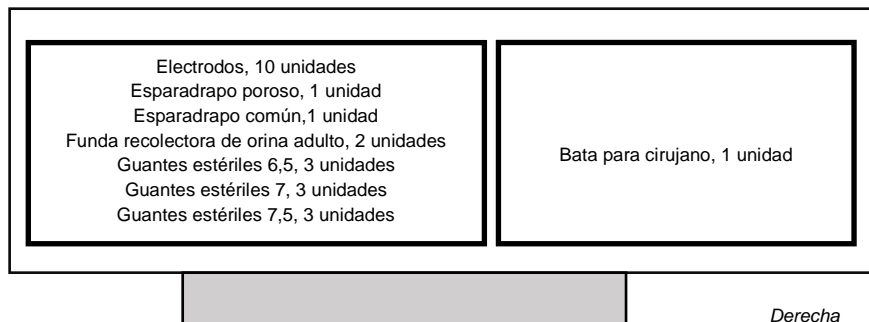 Electrodos, 10 unidades
Esparadrapo poroso, 1 unidad
Esparadrapo común,1 unidad
Funda recolectora de orina adulto, 2 unidades
Guantes estériles 6,5, 3 unidades
Guantes estériles 7, 3 unidades
Guantes estériles 7,5, 3 unidades
Bata para cirujano, 1 unidad
Derecha